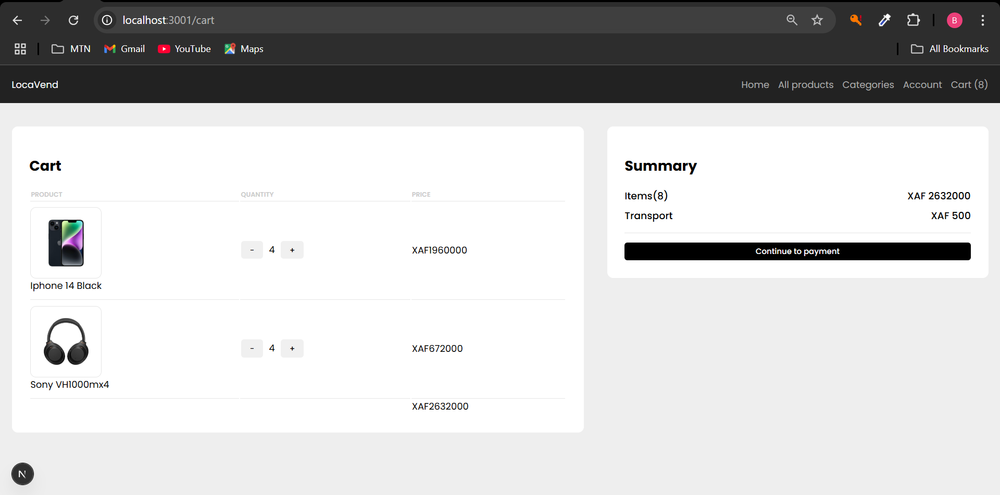 localhost:3001/cart
B
MTN Gmail YouTube Maps All Bookmarks
LocaVend Home All products Categories Account Cart (8)
Cart
PRODUCT QUANTITY PRICE
- 4 + XAF1960000
Iphone 14 Black
- 4 + XAF672000
Sony VH1000mx4
XAF2632000
Summary
Items(8) XAF 2632000
Transport XAF 500
Continue to payment
N